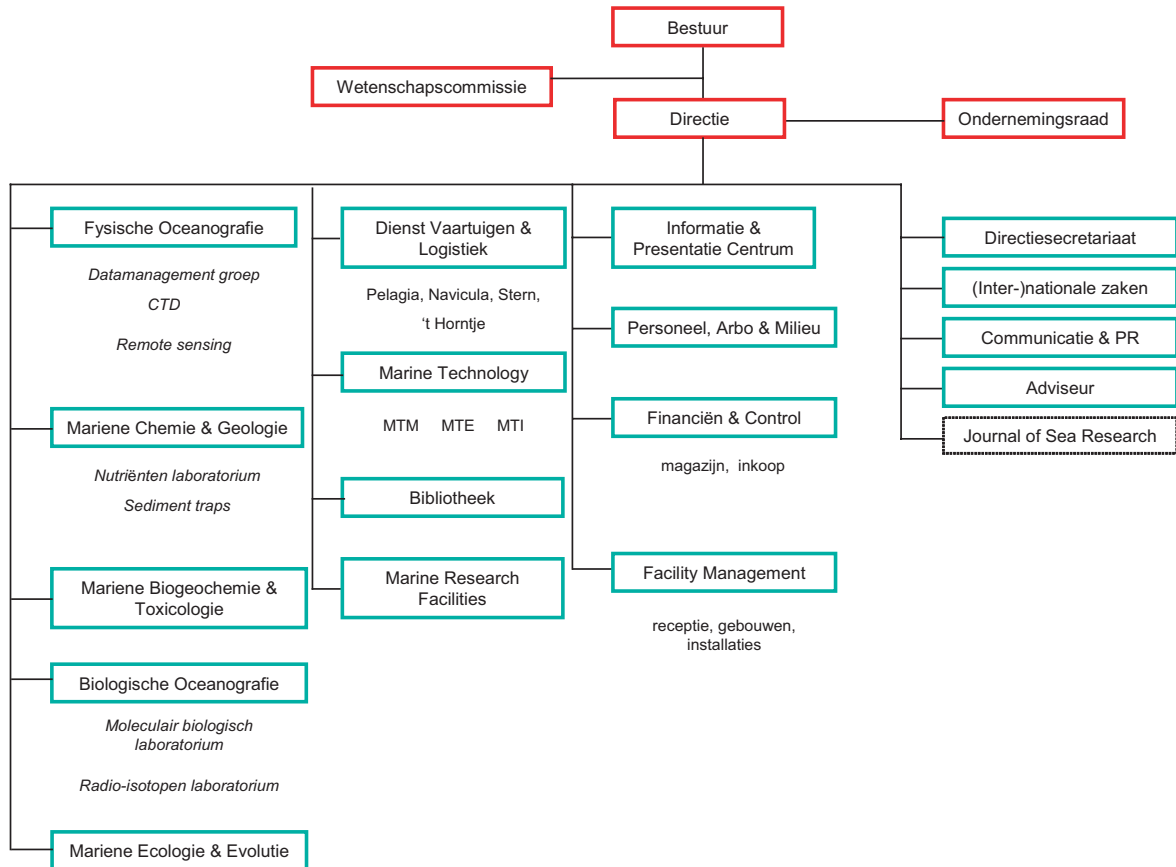 Bestuur
Wetenschapscommissie
Directie
Ondernemingsraad
Fysische Oceanografie
Datamanagement groep
CTD
Remote sensing
Mariene Chemie & Geologie
Nutriënten laboratorium
Sediment traps
Mariene Biogeochemie &
Toxicologie
Biologische Oceanografie
Moleculair biologisch
laboratorium
Radio-isotopen laboratorium
Mariene Ecologie & Evolutie
Dienst Vaartuigen &
Logistiek
Pelagia, Navicula, Stern,
‘t Horntje
Marine Technology
MTM MTE MTI
Bibliotheek
Marine Research
Facilities
Informatie &
Presentatie Centrum
Personeel, Arbo & Milieu
Financiën & Control
magazijn, inkoop
Facility Management
receptie, gebouwen,
installaties
Directiesecretariaat
(Inter-)nationale zaken
Communicatie & PR
Adviseur
Journal of Sea Research